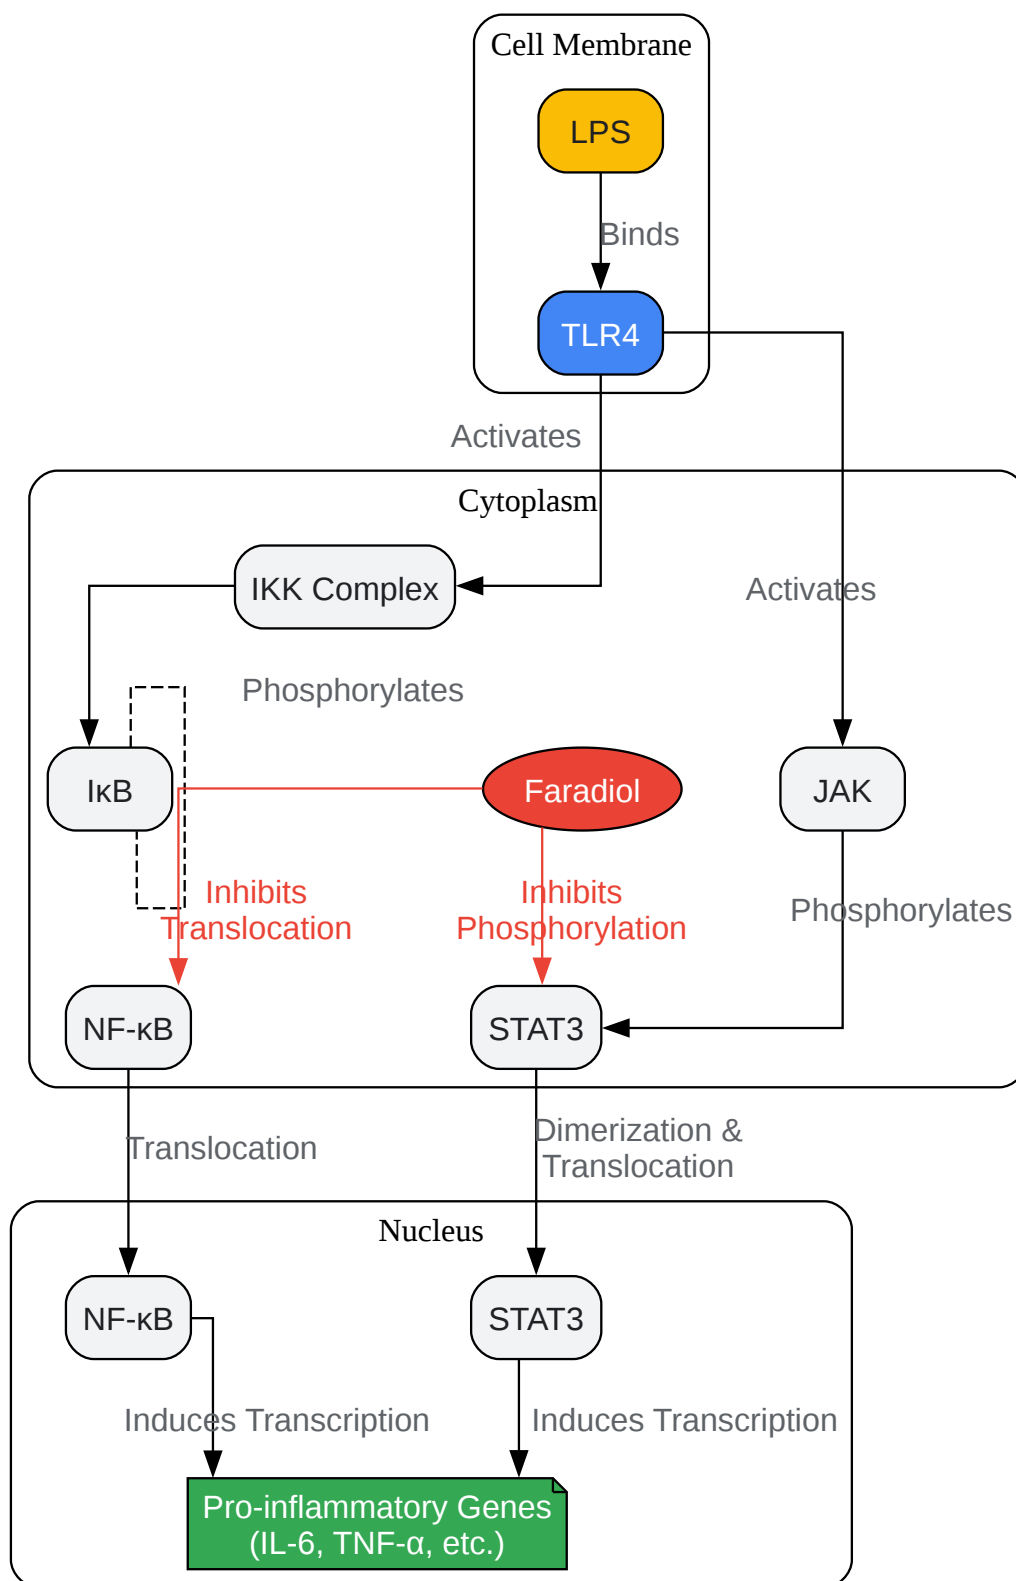 Cell Membrane
LPS
Binds
TLR4
Activates
Cytoplasm
IKK Complex
Activates
Phosphorylates
IκB
Faradiol
JAK
Inhibits
Translocation
Inhibits
Phosphorylation
Phosphorylates
NF-κB
STAT3
Translocation
Dimerization &
Translocation
Nucleus
NF-κB
STAT3
Induces Transcription
Induces Transcription
Pro-inflammatory Genes
(IL-6, TNF-α, etc.)